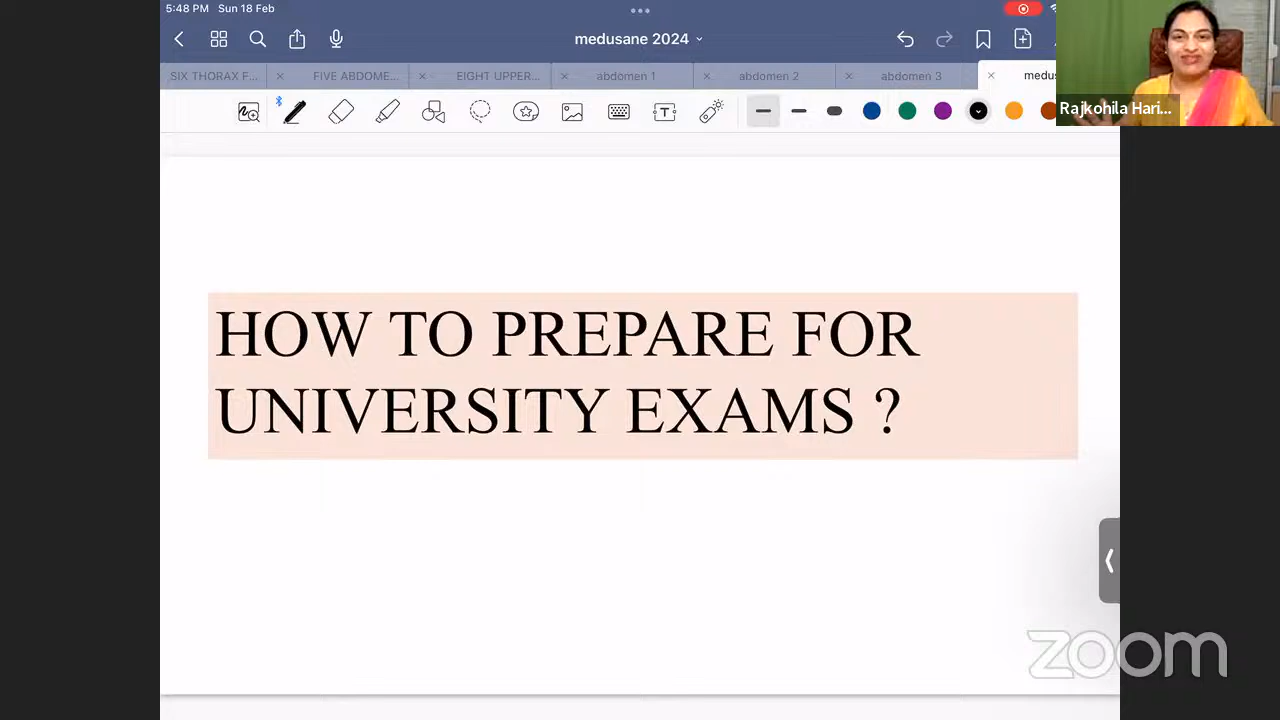 5:48 PM Sun 18 Feb
medusane 2024
SIX THORAX F...
FIVE ABDOME...
EIGHT UPPER...
abdomen 1
abdomen 2
abdomen 3
medus
T
Rajkohila Hari...
HOW TO PREPARE FOR
UNIVERSITY EXAMS ?
zoom